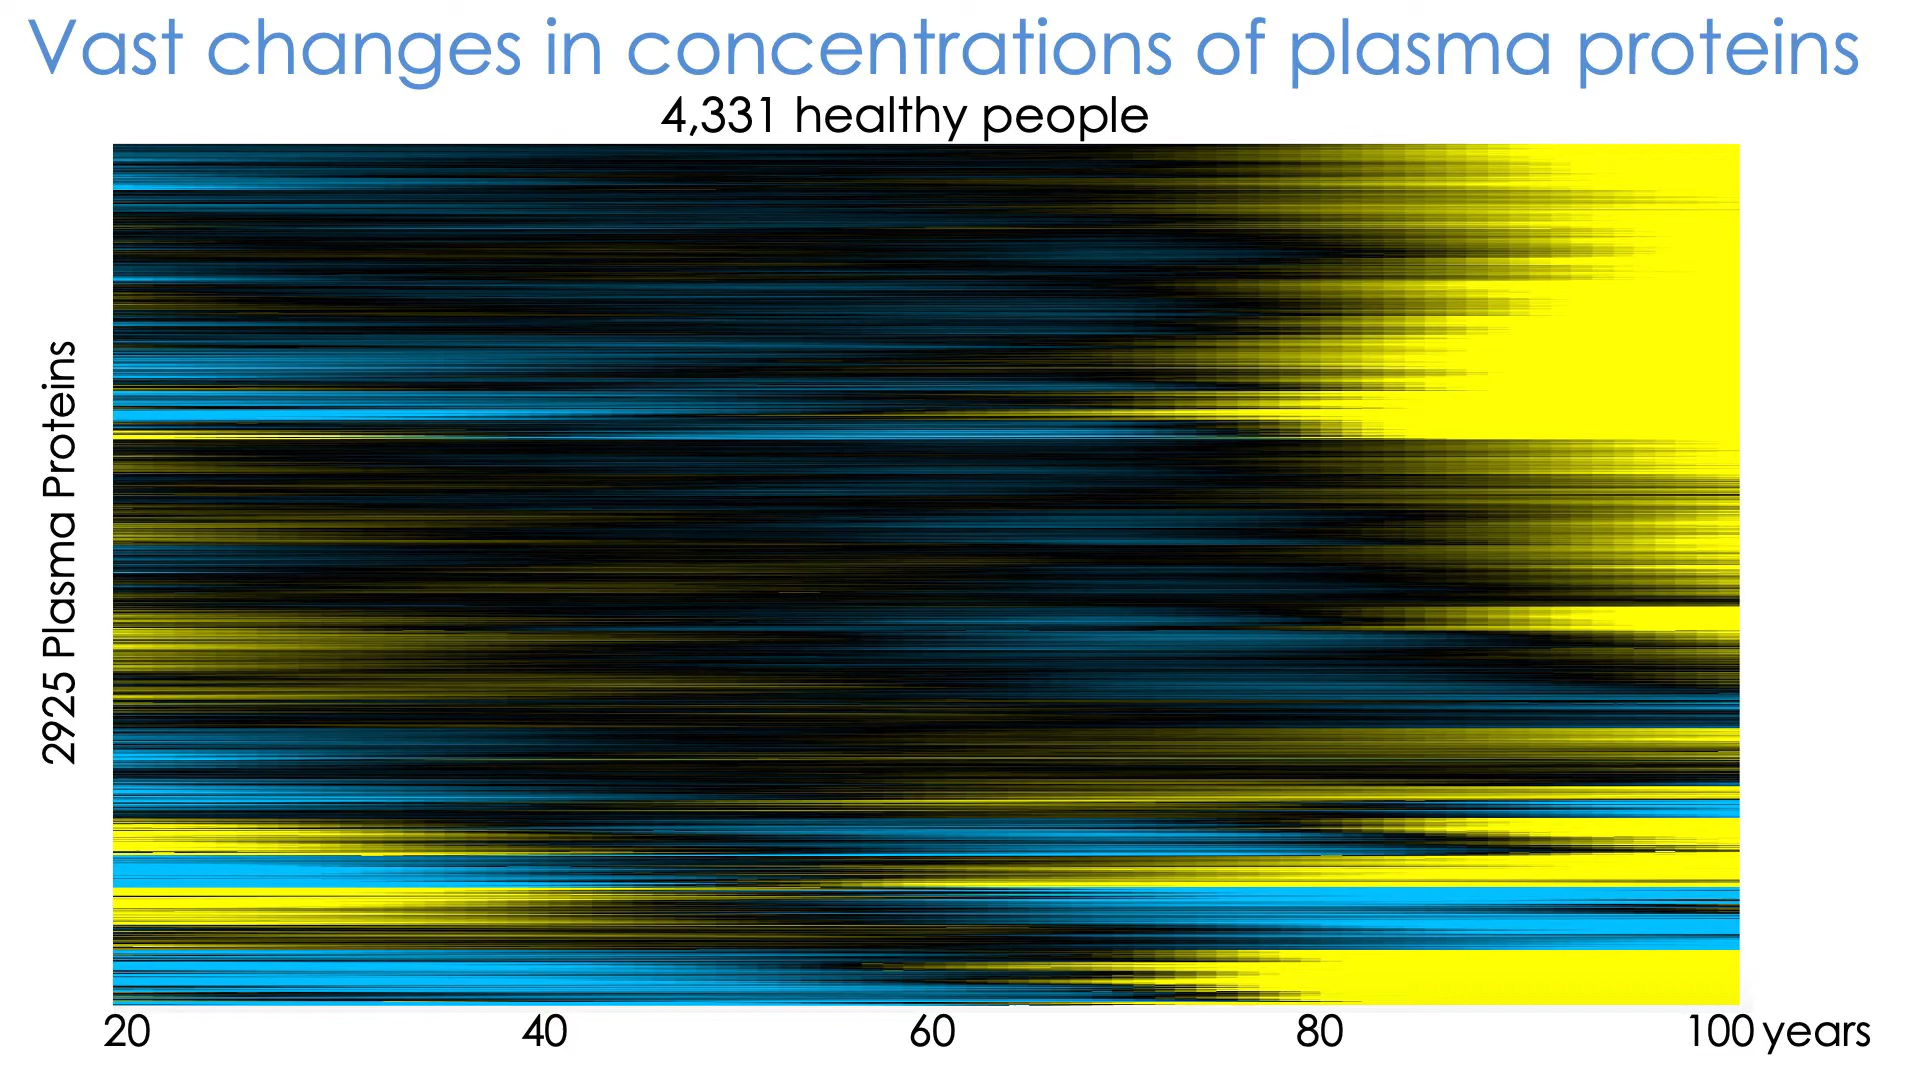 Vast changes in concentrations of plasma proteins
4,331 healthy people
2925 Plasma Proteins
20 40 60 80 100 years